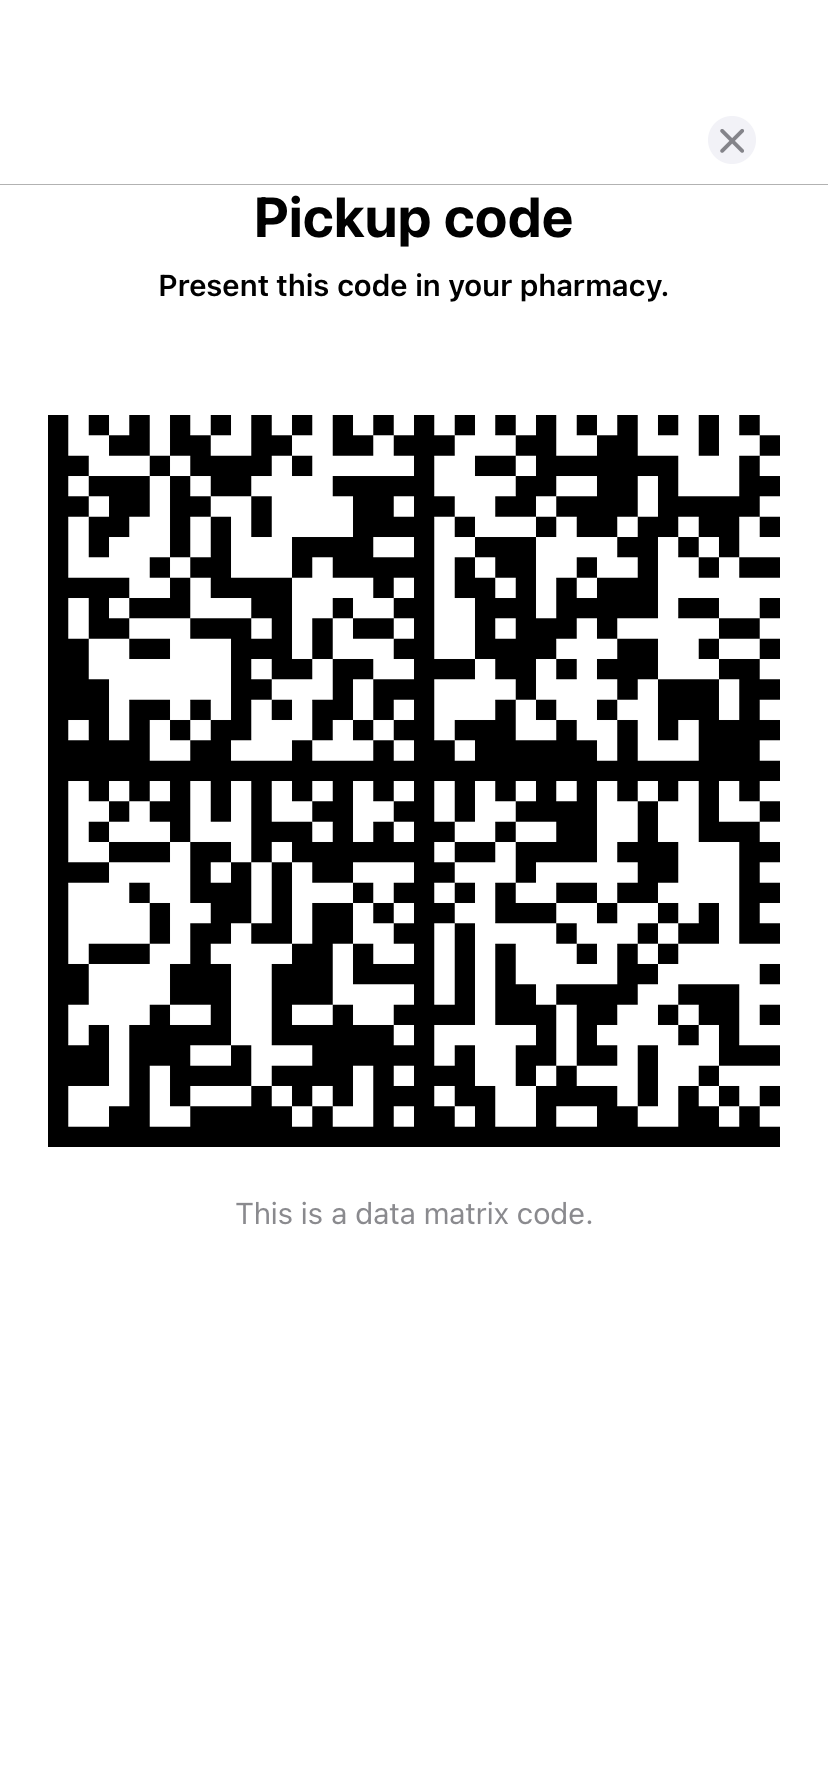 Pickup code
Present this code in your pharmacy.
This is a data matrix code.